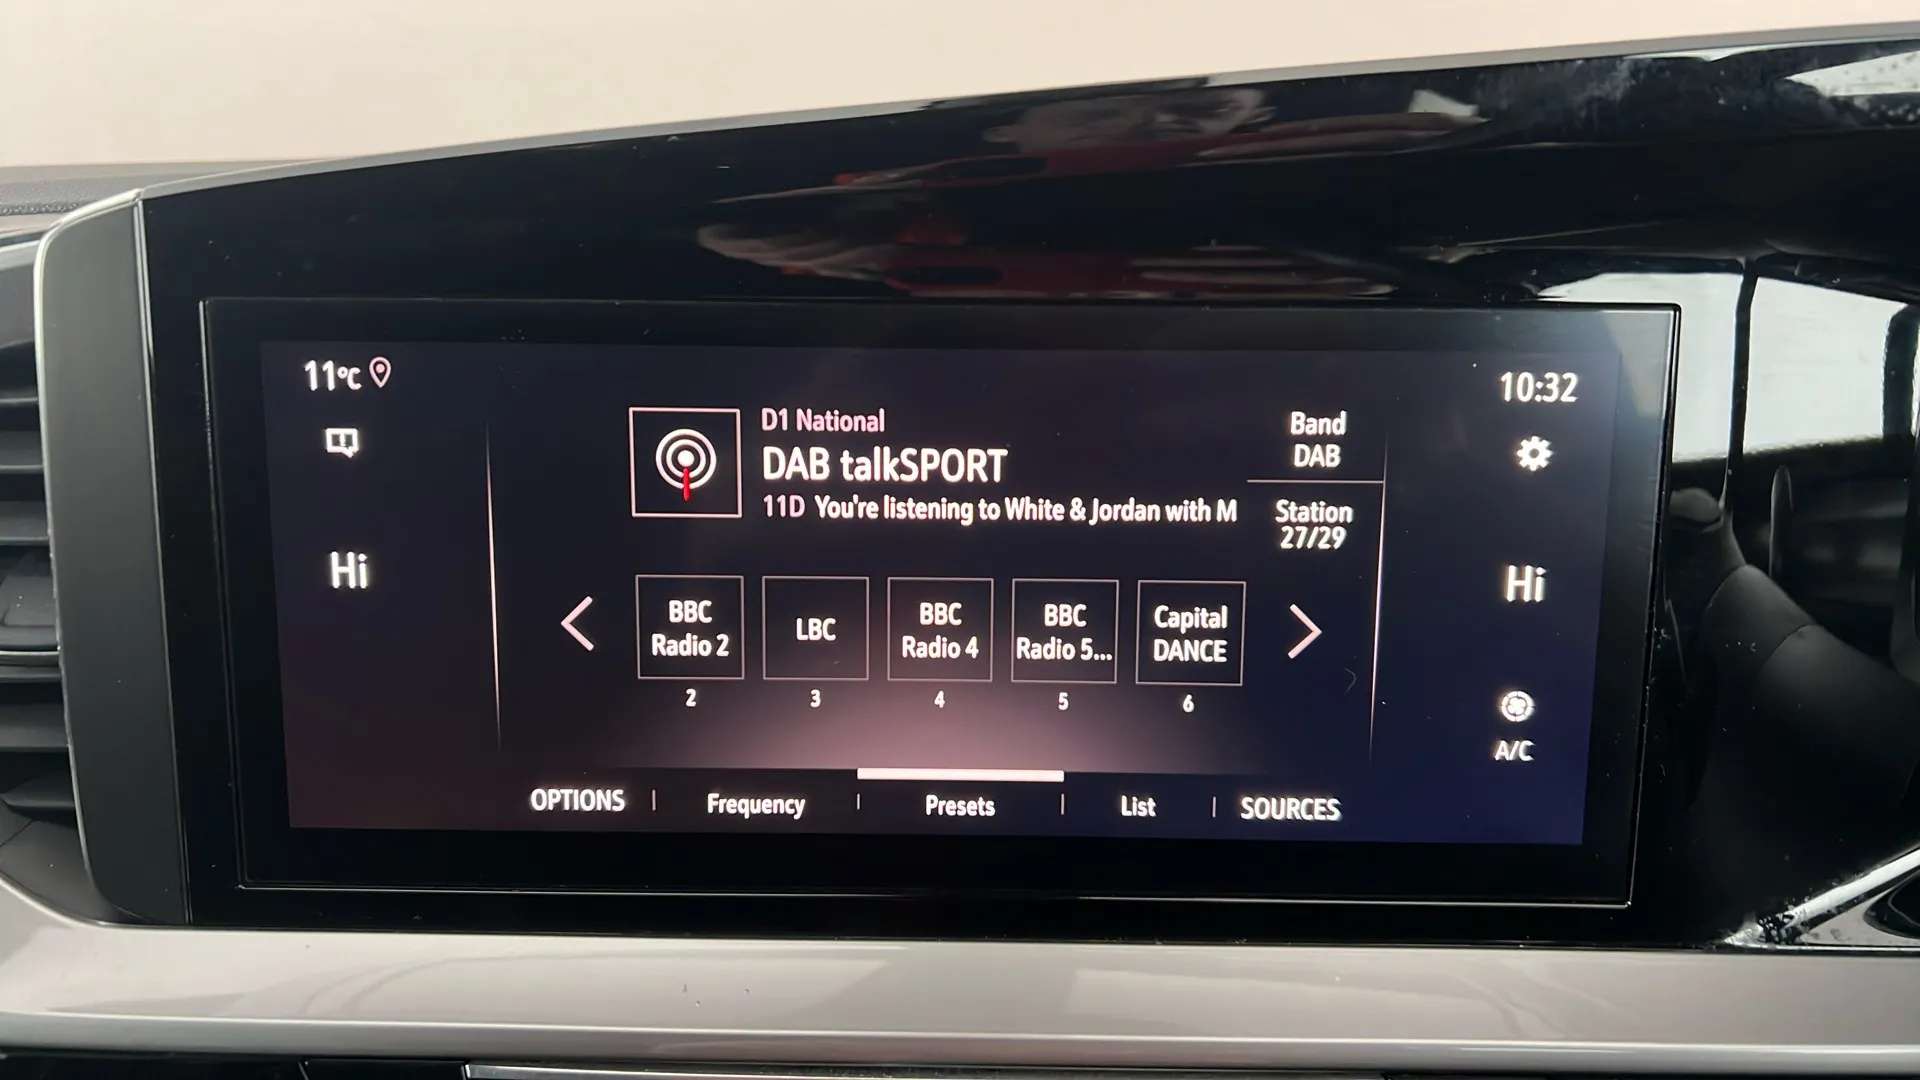 11°C
10:32
D1 National
DAB talkSPORT
11D You're listening to White & Jordan with M
Band
DAB
Station
27/29
Hi
Hi
BBC
Radio 2
LBC
BBC
Radio 4
BBC
Radio 5...
Capital
DANCE
2
3
4
5
6
A/C
OPTIONS
Frequency
Presets
List
SOURCES